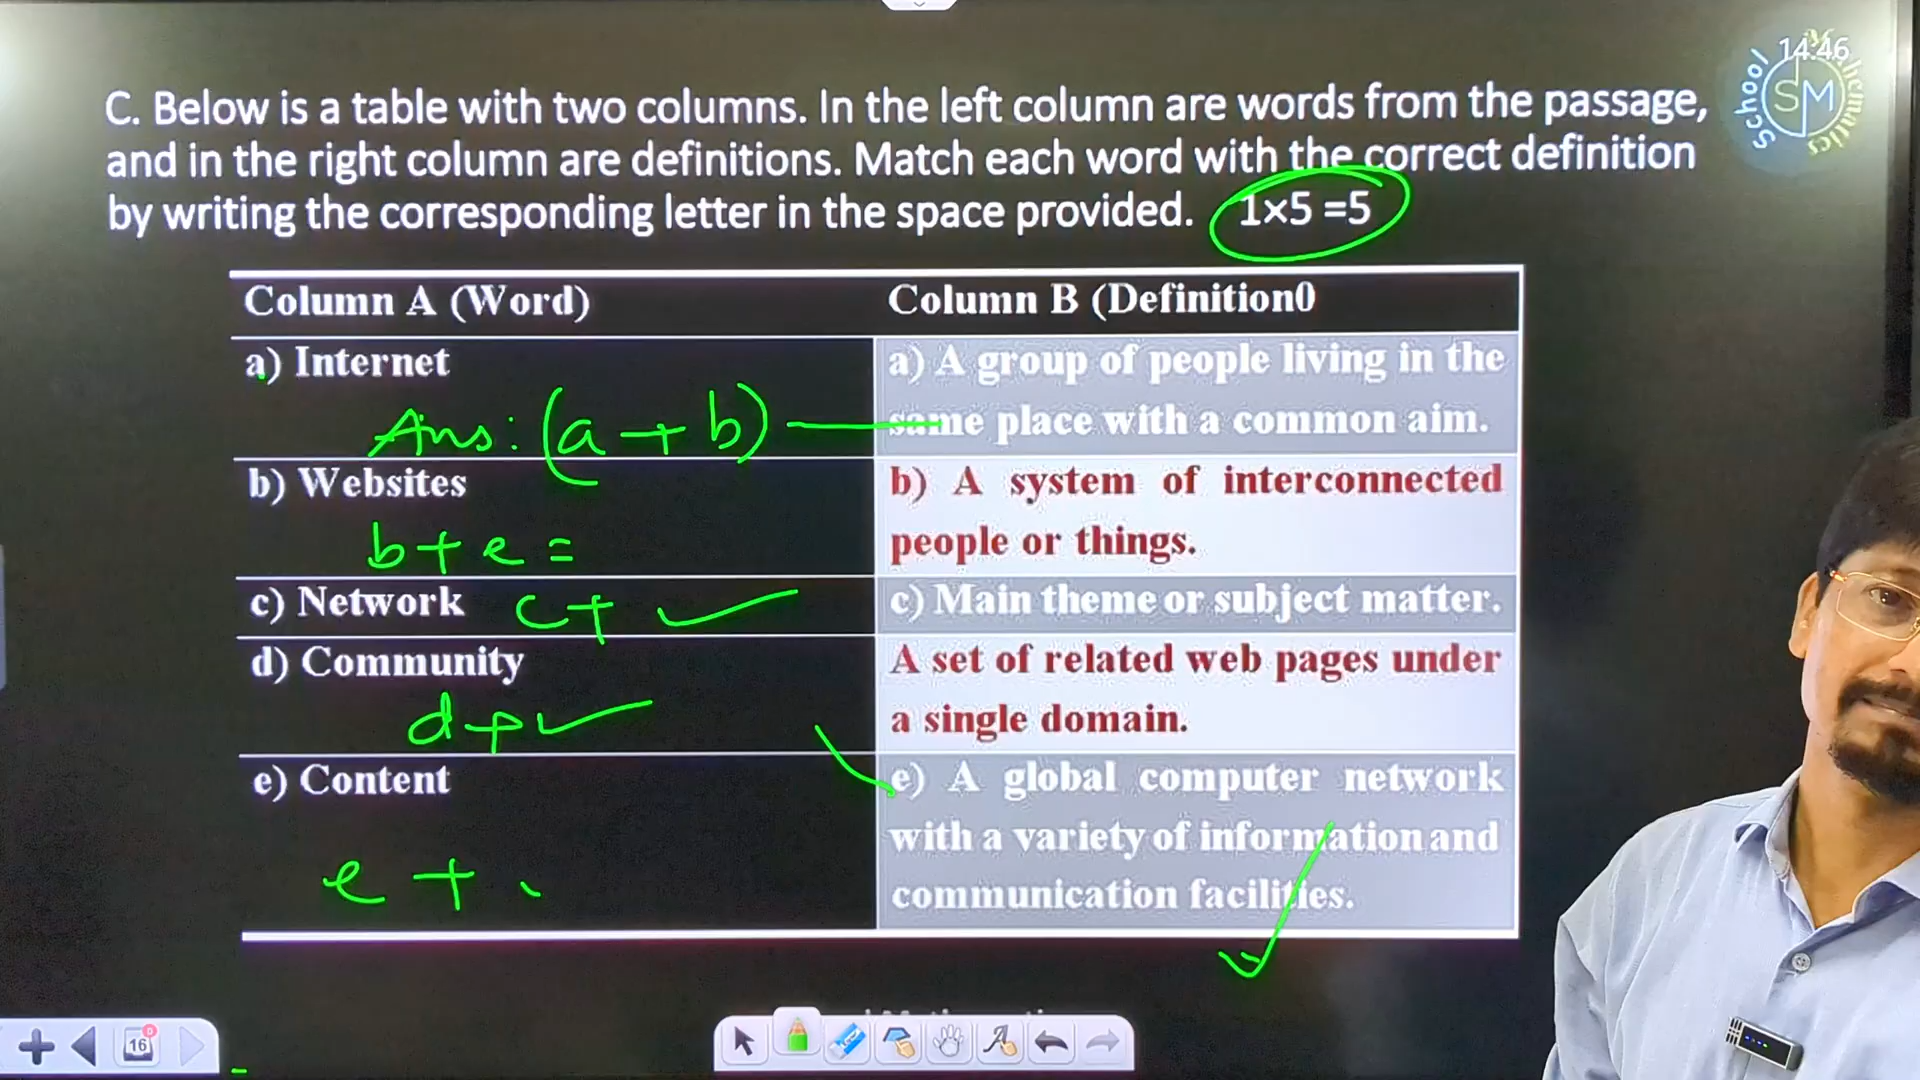 14:46
School
Mathematics
SM
C. Below is a table with two columns. In the left column are words from the passage,
and in the right column are definitions. Match each word with the correct definition
by writing the corresponding letter in the space provided. 1×5 =5
Column A (Word) Column B (Definition0
a) Internet
a) A group of people living in the
same place with a common aim.
Ans: (a + b)
b) Websites
b) A system of interconnected
people or things.
b + e =
c) Network c +
c) Main theme or subject matter.
d) Community
A set of related web pages under
a single domain.
d +
e) Content
e) A global computer network
with a variety of information and
communication facilities.
e +
16